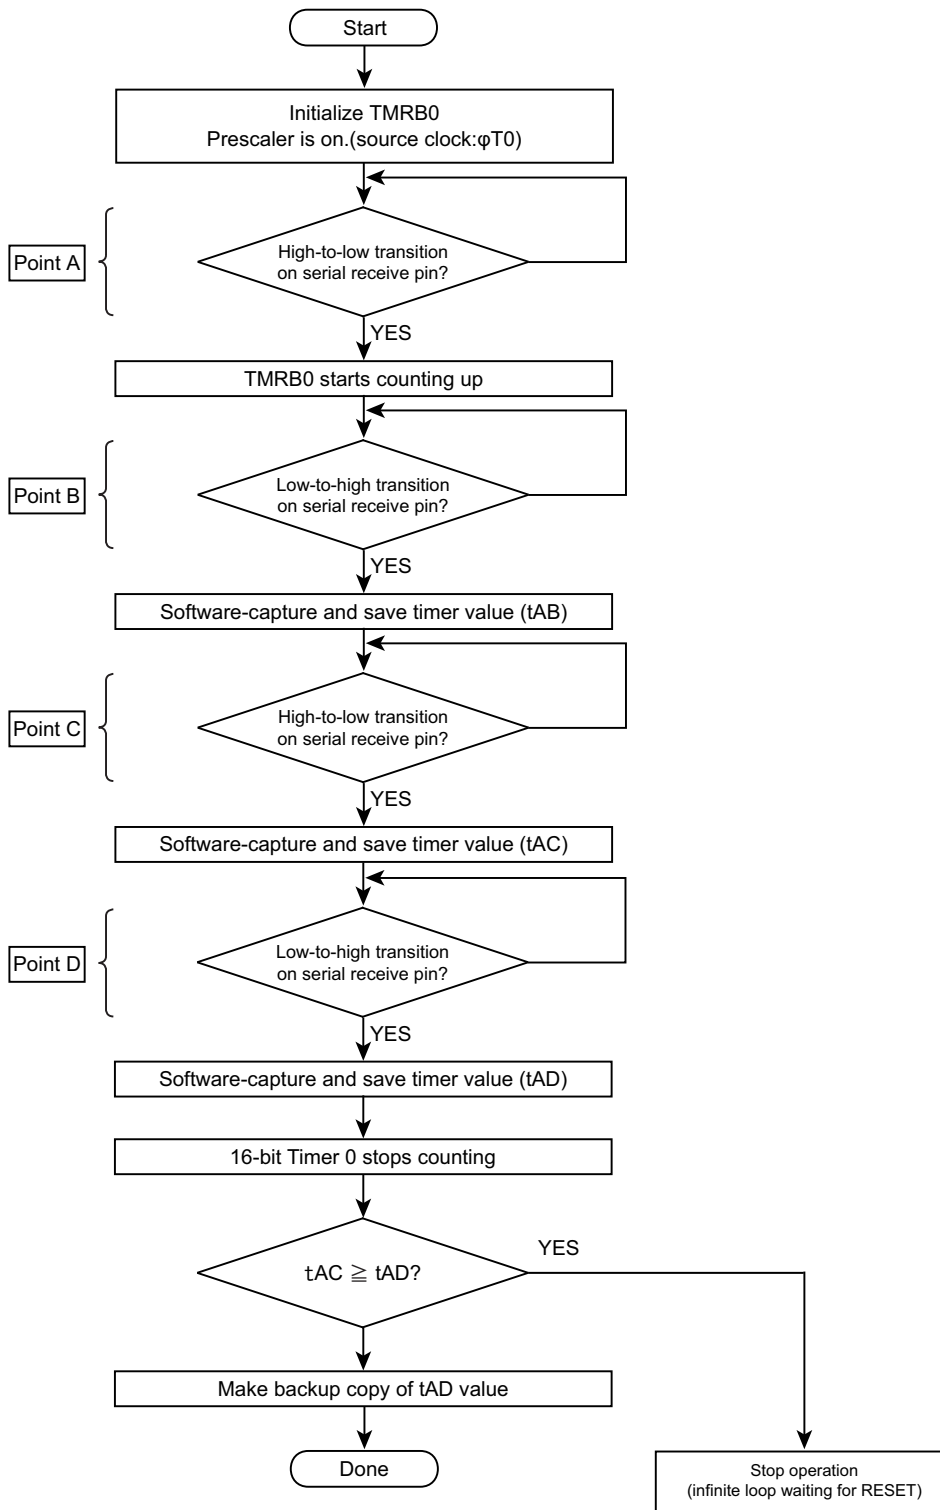 Start
Initialize TMRB0
Prescaler is on.(source clock:φT0)
Point A
High-to-low transition
on serial receive pin?
YES
TMRB0 starts counting up
Point B
Low-to-high transition
on serial receive pin?
YES
Software-capture and save timer value (tAB)
Point C
High-to-low transition
on serial receive pin?
YES
Software-capture and save timer value (tAC)
Point D
Low-to-high transition
on serial receive pin?
YES
Software-capture and save timer value (tAD)
16-bit Timer 0 stops counting
tAC ≧ tAD?
YES
Make backup copy of tAD value
Done
Stop operation
(infinite loop waiting for RESET)